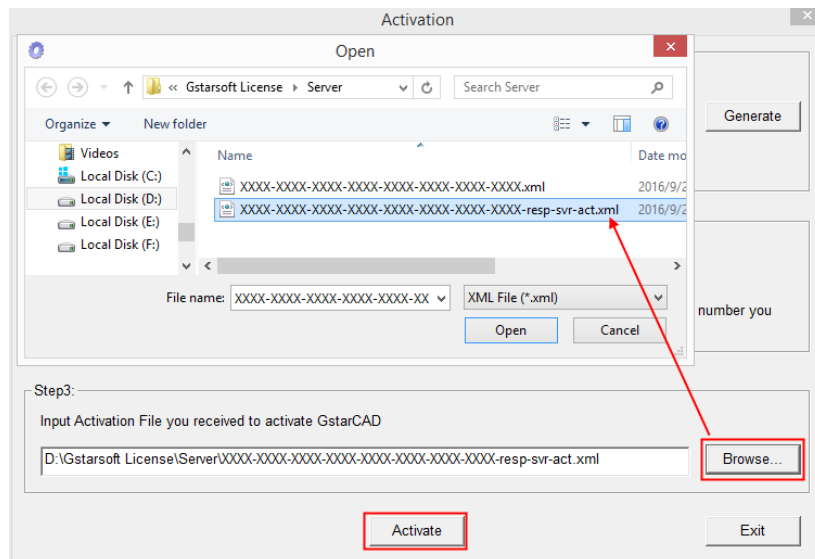 Activation
Open
« Gstarsoft License Server
Search Server
Organize New folder
Generate
Videos
Local Disk (C:)
Local Disk (D:)
Local Disk (E:)
Local Disk (F:)
Name Date mo
XXXX-XXXX-XXXX-XXXX-XXXX-XXXX-XXXX-XXXX.xml 2016/9/2
XXXX-XXXX-XXXX-XXXX-XXXX-XXXX-XXXX-XXXX-resp-svr-act.xml 2016/9/2
File name: XXXX-XXXX-XXXX-XXXX-XXXX-XX XML File (*.xml)
number you
Open Cancel
Step3:
Input Activation File you received to activate GstarCAD
D:\Gstarsoft License\Server\XXXX-XXXX-XXXX-XXXX-XXXX-XXXX-XXXX-XXXX-resp-svr-act.xml
Browse...
Activate
Exit